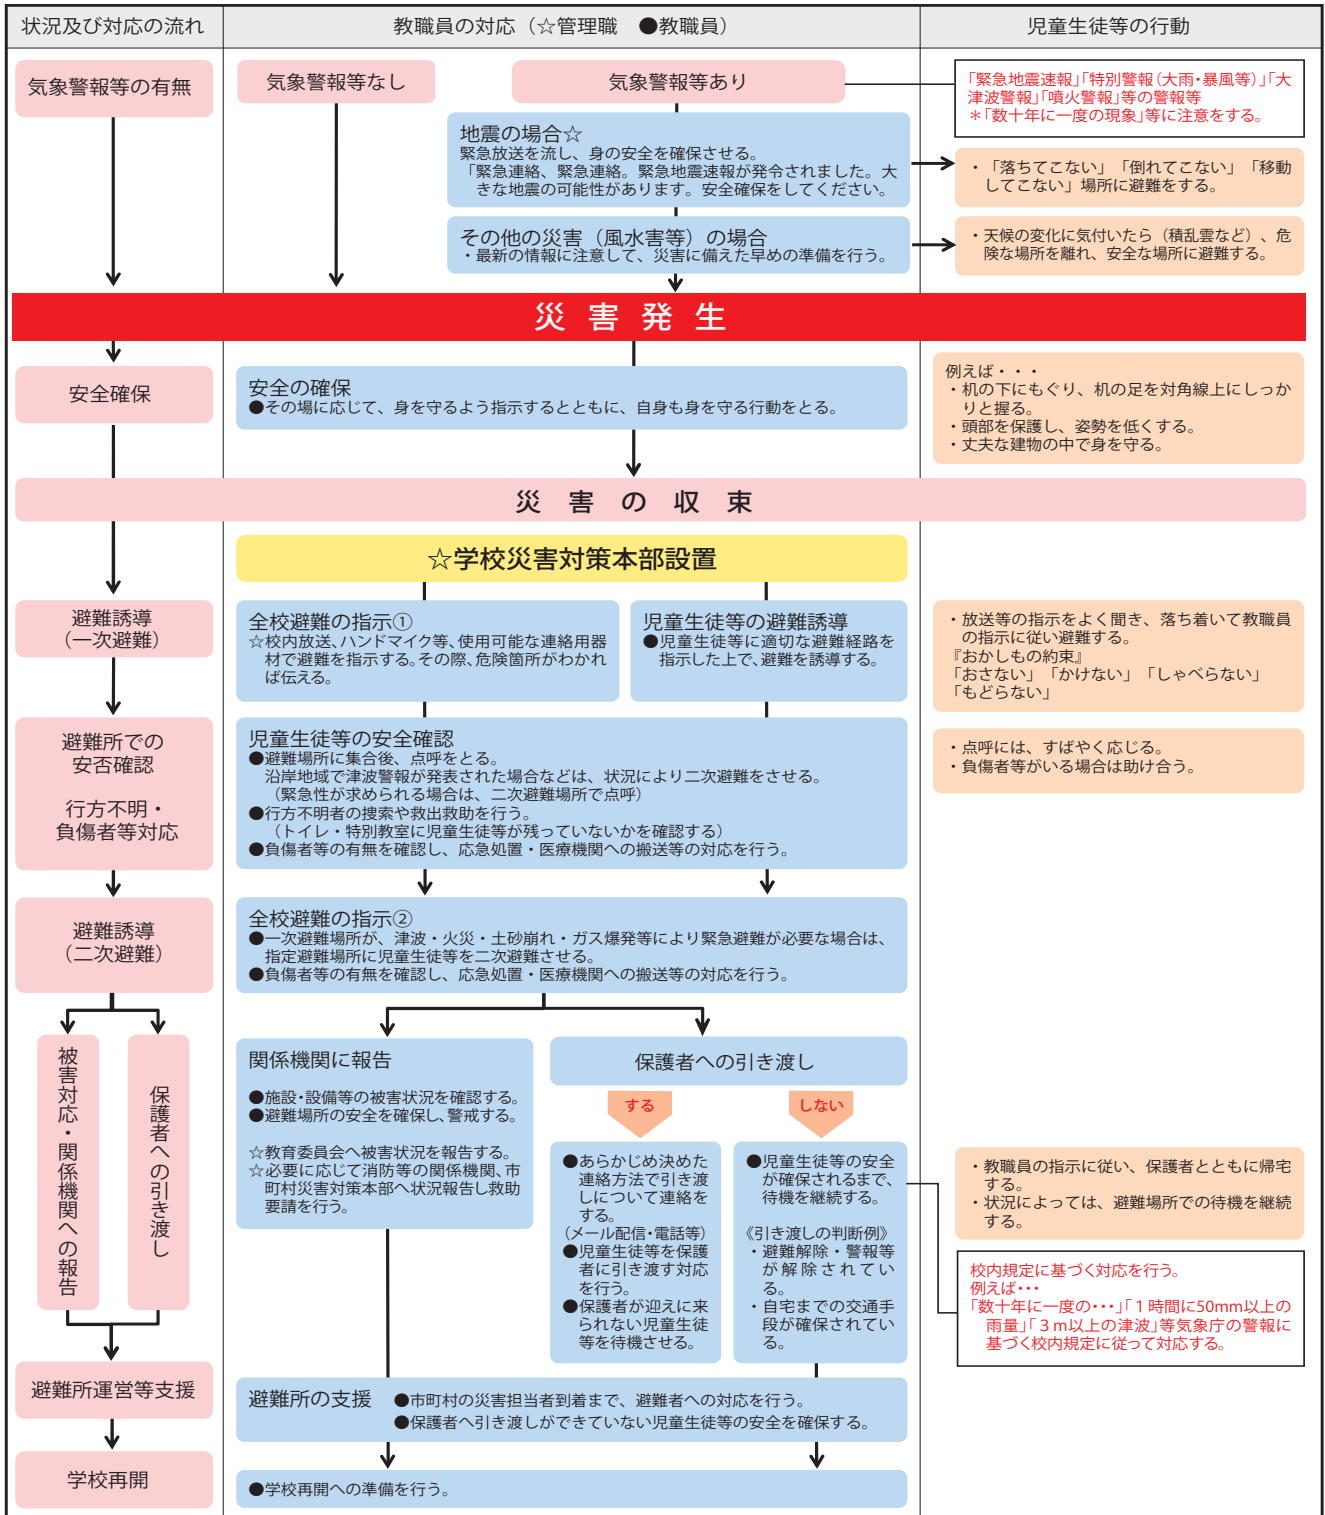 状況及び対応の流れ
教職員の対応（☆管理職　●教職員）
児童生徒等の行動
気象警報等の有無
気象警報等なし
気象警報等あり
「緊急地震速報」「特別警報（大雨・暴風等）」「大
津波警報」「噴火警報」等の警報等
＊「数十年に一度の現象」等に注意をする。
地震の場合☆
緊急放送を流し、身の安全を確保させる。
「緊急連絡、緊急連絡。緊急地震速報が発令されました。大
きな地震の可能性があります。安全確保をしてください。
・「落ちてこない」「倒れてこない」「移動
してこない」場所に避難をする。
その他の災害（風水害等）の場合
・最新の情報に注意して、災害に備えた早めの準備を行う。
・天候の変化に気付いたら（積乱雲など）、危
険な場所を離れ、安全な場所に避難する。
災害発生
安全確保
安全の確保
●その場に応じて、身を守るよう指示するとともに、自身も身を守る行動をとる。
例えば・・・
・机の下にもぐり、机の足を対角線上にしっか
りと握る。
・頭部を保護し、姿勢を低くする。
・丈夫な建物の中で身を守る。
災害の収束
☆学校災害対策本部設置
避難誘導
（一次避難）
全校避難の指示①
☆校内放送、ハンドマイク等、使用可能な連絡用器
材で避難を指示する。その際、危険箇所がわかれ
ば伝える。
児童生徒等の避難誘導
●児童生徒等に適切な避難経路を
指示した上で、避難を誘導する。
・放送等の指示をよく聞き、落ち着いて教職員
の指示に従い避難する。
『おかしもの約束』
「おさない」「かけない」「しゃべらない」
「もどらない」
避難所での
安否確認
行方不明・
負傷者等対応
児童生徒等の安全確認
●避難場所に集合後、点呼をとる。
沿岸地域で津波警報が発表された場合などは、状況により二次避難をさせる。
（緊急性が求められる場合は、二次避難場所で点呼）
●行方不明者の捜索や救出救助を行う。
（トイレ・特別教室に児童生徒等が残っていないかを確認する）
●負傷者等の有無を確認し、応急処置・医療機関への搬送等の対応を行う。
・点呼には、すばやく応じる。
・負傷者等がいる場合は助け合う。
避難誘導
（二次避難）
全校避難の指示②
●一次避難場所が、津波・火災・土砂崩れ・ガス爆発等により緊急避難が必要な場合は、
指定避難場所に児童生徒等を二次避難させる。
●負傷者等の有無を確認し、応急処置・医療機関への搬送等の対応を行う。
被害対応・関係機関への報告
保護者への引き渡し
関係機関に報告
●施設・設備等の被害状況を確認する。
●避難場所の安全を確保し、警戒する。
☆教育委員会へ被害状況を報告する。
☆必要に応じて消防等の関係機関、市
町村災害対策本部へ状況報告し救助
要請を行う。
保護者への引き渡し
する
しない
●あらかじめ決めた
連絡方法で引き渡
しについて連絡を
する。
（メール配信・電話等）
●児童生徒等を保護
者に引き渡す対応
を行う。
●保護者が迎えに来
られない児童生徒
等を待機させる。
●児童生徒等の安全
が確保されるまで、
待機を継続する。
《引き渡しの判断例》
・避難解除・警報等
が解除されてい
る。
・自宅までの交通手
段が確保されてい
る。
・教職員の指示に従い、保護者とともに帰宅
する。
・状況によっては、避難場所での待機を継続
する。
校内規定に基づく対応を行う。
例えば・・・
「数十年に一度の・・・」「１時間に50mm以上の
雨量」「３m以上の津波」等気象庁の警報に
基づく校内規定に従って対応する。
避難所運営等支援
避難所の支援
●市町村の災害担当者到着まで、避難者への対応を行う。
●保護者へ引き渡しができていない児童生徒等の安全を確保する。
学校再開
●学校再開への準備を行う。